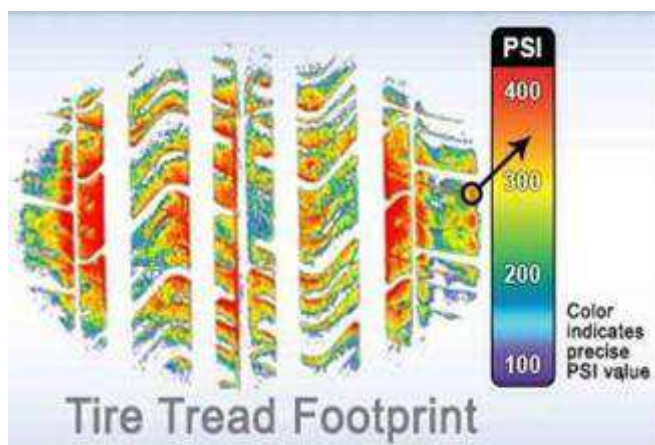 PSI
400
300
200
100
Color
indicates
precise
PSI value
Tire Tread Footprint